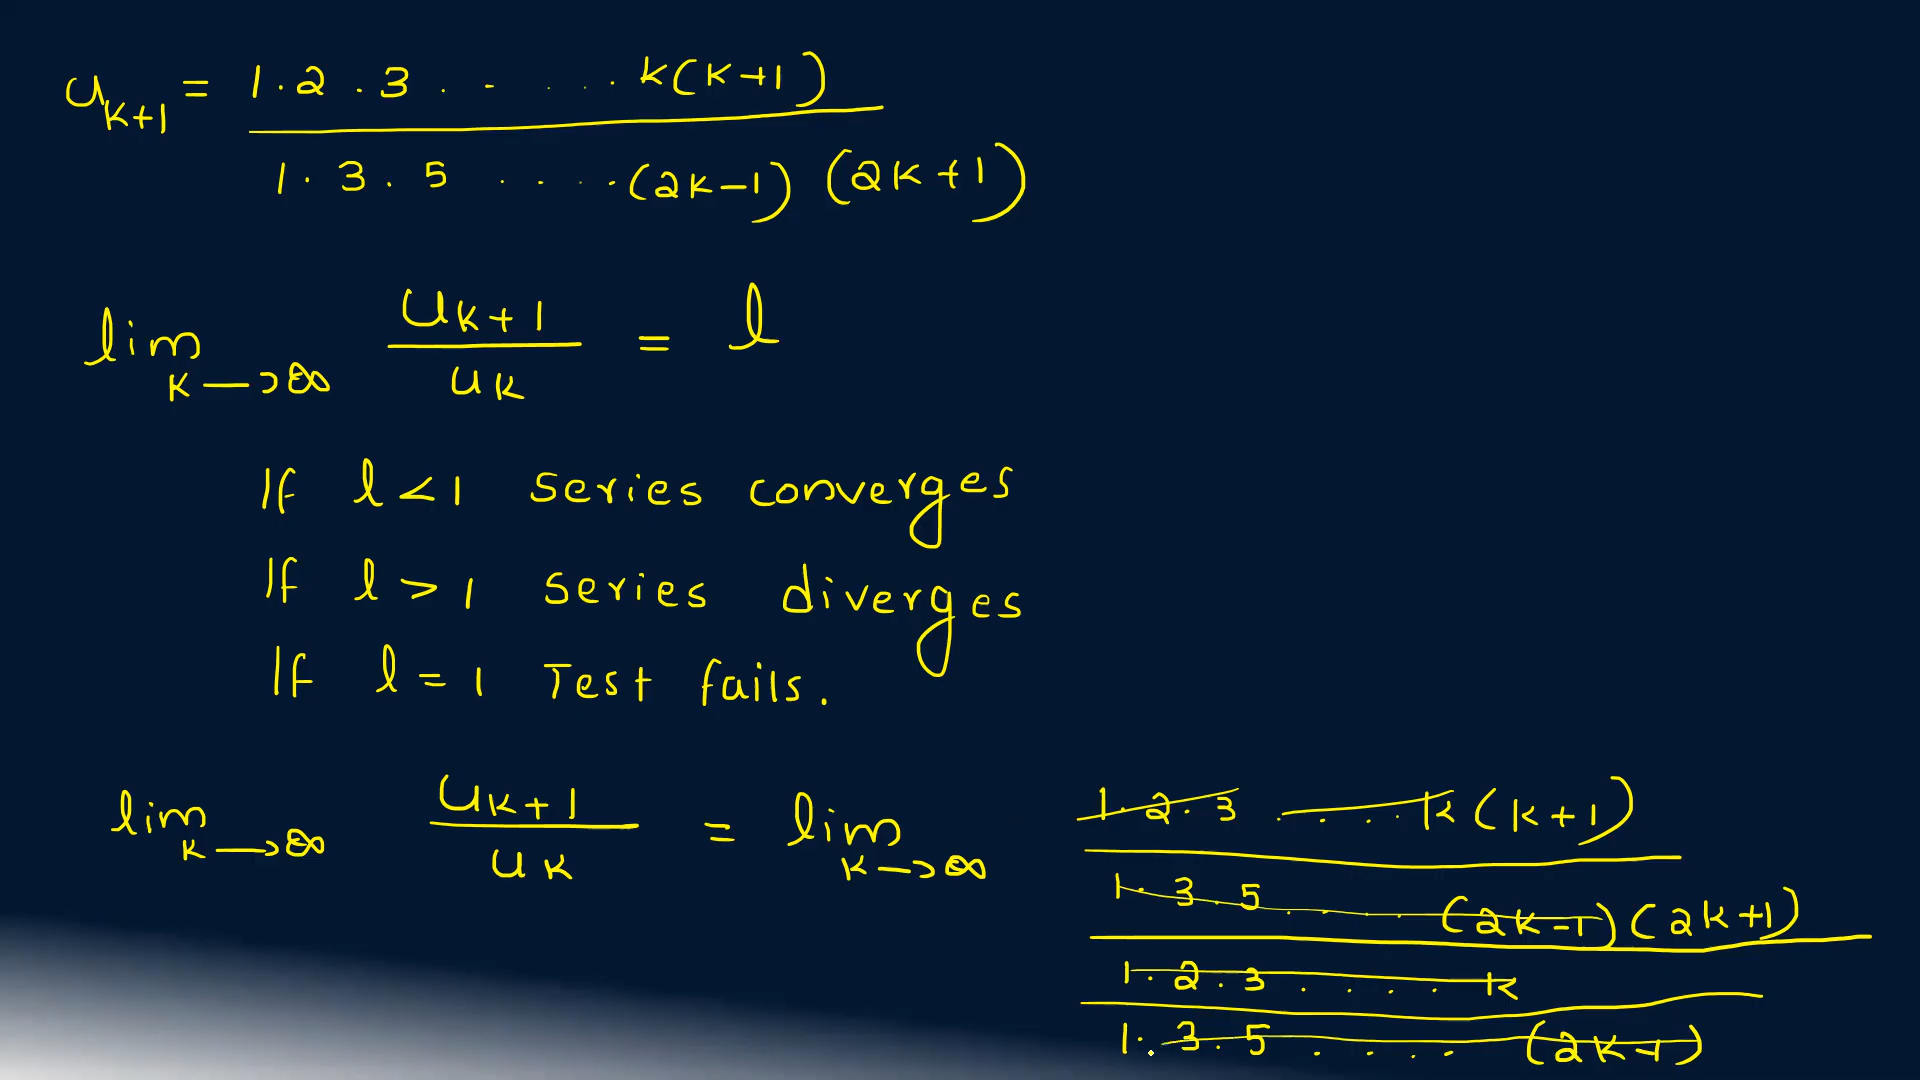 u_{k+1} = 1.2.3.....k(k+1)
1.3.5.....(2k-1)(2k+1)
lim_{k→∞} u_{k+1} / u_k = l
If l < 1 series converges
If l > 1 series diverges
If l = 1 Test fails.
lim_{k→∞} u_{k+1} / u_k = lim_{k→∞}
1.2.3.....k(k+1)
1.3.5.....(2k-1)(2k+1)
1.2.3.....k
1.3.5.....(2k-1)